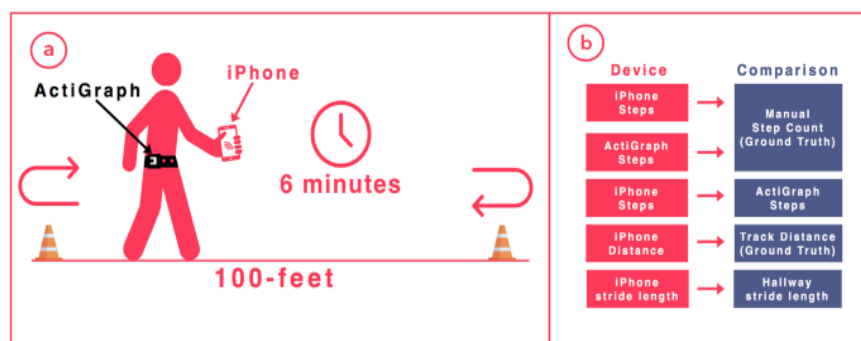 a
iPhone
ActiGraph
6 minutes
100-feet
b
Device
Comparison
iPhone
Steps
Manual
Step Count
(Ground Truth)
ActiGraph
Steps
iPhone
Steps
ActiGraph
Steps
iPhone
Distance
Track Distance
(Ground Truth)
iPhone
stride length
Hallway
stride length